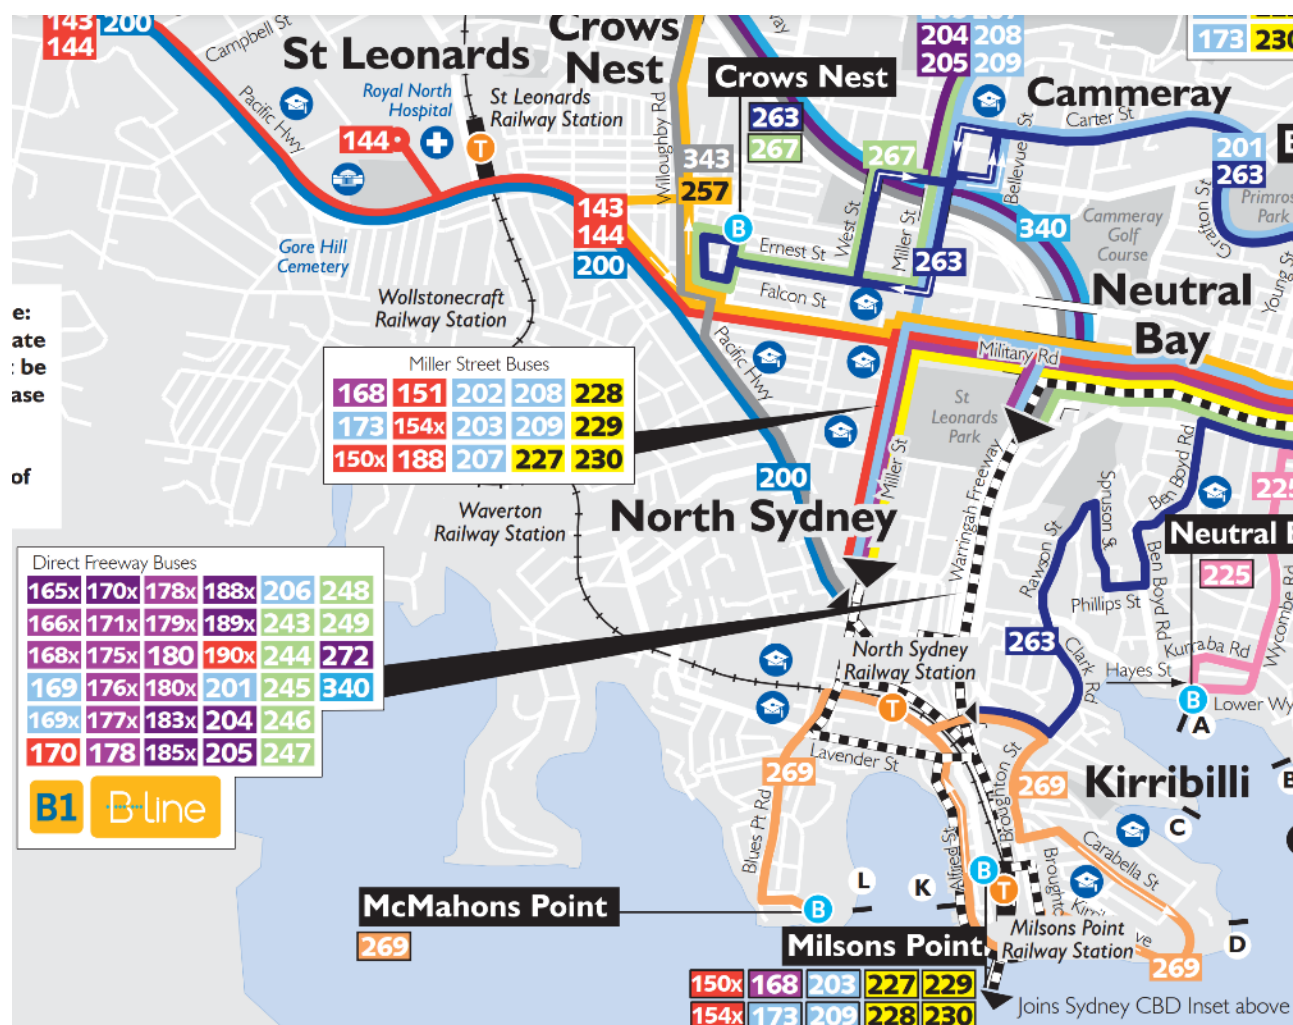 143
144
200
Campbell St
St Leonards
Royal North
Hospital
St Leonards
Railway Station
Pacific Hwy
144
T
Gore Hill
Cemetery
Crows
Nest
Willoughby Rd
343
257
143
144
200
Crows Nest
263
267
B
204 208
205 209
173 230
Cammeray
Carter St
Bellevue St
267
West St
Miller St
Ernest St
Falcon St
263
340
201
263
Grafton St
Cammeray
Golf
Course
Park
Young St
Neutral
Bay
Military Rd
Wollstonecraft
Railway Station
e:
ate
t be
ase
of
Pacific Hwy
Miller Street Buses
168 151 202 208 228
173 154x 203 209 229
150x 188 207 227 230
St
Leonards
Park
Miller St
200
North Sydney
Warringah Freeway
Waverton
Railway Station
Ben Boyd Rd
Spruson St
Rawson St
Phillips St
Ben Boyd Rd
225
225
Kurraba Rd
Wycombe Rd
Hayes St
B
A
Clark Rd
263
Direct Freeway Buses
165x 170x 178x 188x 206 248
166x 171x 179x 189x 243 249
168x 175x 180 190x 244 272
169 176x 180x 201 245 340
169x 177x 183x 204 246
170 178 185x 205 247
B1 B-Line
North Sydney
Railway Station
T
Lavender St
269
Blues Pt Rd
Broughton St
269
Kirribilli
C
Carabella St
Alfred St
B
T
L
K
McMahons Point
269
B
Milsons Point
Railway Station
D
269
Milsons Point
150x 168 203 227 229
154x 173 209 228 230
Joins Sydney CBD Inset above